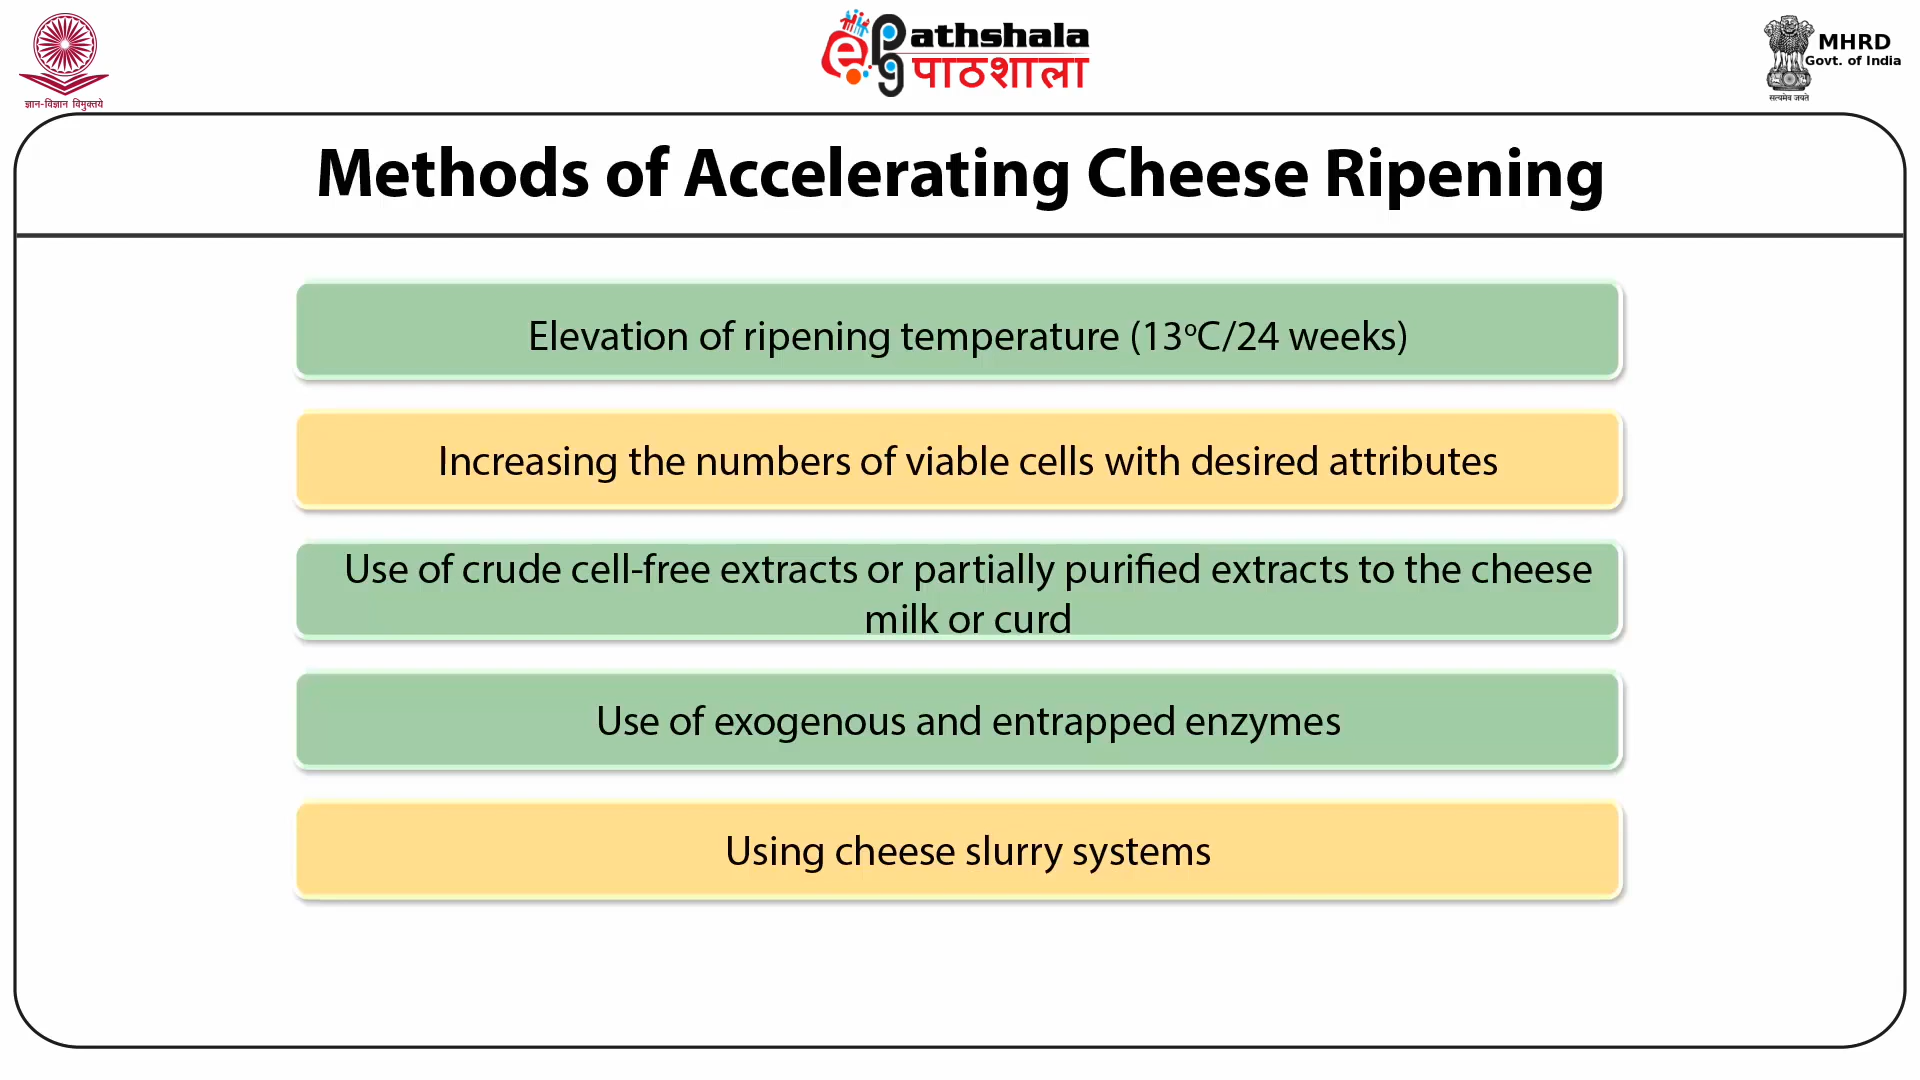 ज्ञान-विज्ञान विमुक्तये
ePG athshala
पाठशाला
सत्यमेव जयते
MHRD
Govt. of India
Methods of Accelerating Cheese Ripening
Elevation of ripening temperature (13ºC/24 weeks)
Increasing the numbers of viable cells with desired attributes
Use of crude cell-free extracts or partially purified extracts to the cheese
milk or curd
Use of exogenous and entrapped enzymes
Using cheese slurry systems